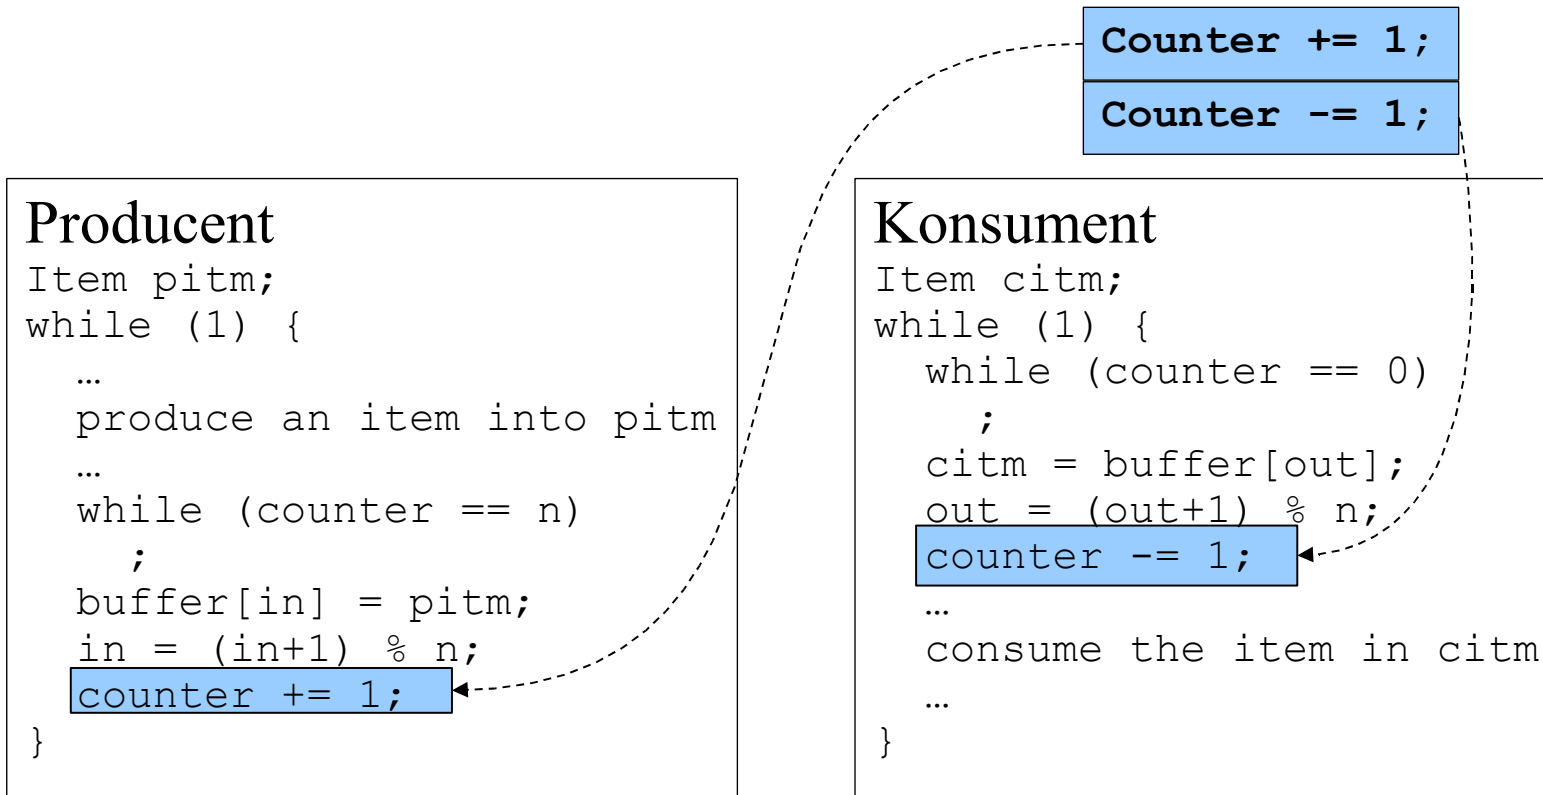 Counter += 1;
Counter -= 1;
Producent
Item pitm;
while (1) {
…
produce an item into pitm
…
while (counter == n)
;
buffer[in] = pitm;
in = (in+1) % n;
counter += 1;
}
Konsument
Item citm;
while (1) {
while (counter == 0)
;
citm = buffer[out];
out = (out+1) % n;
counter -= 1;
…
consume the item in citm
…
}